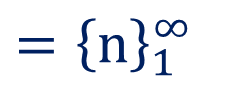 = {n}₁^∞